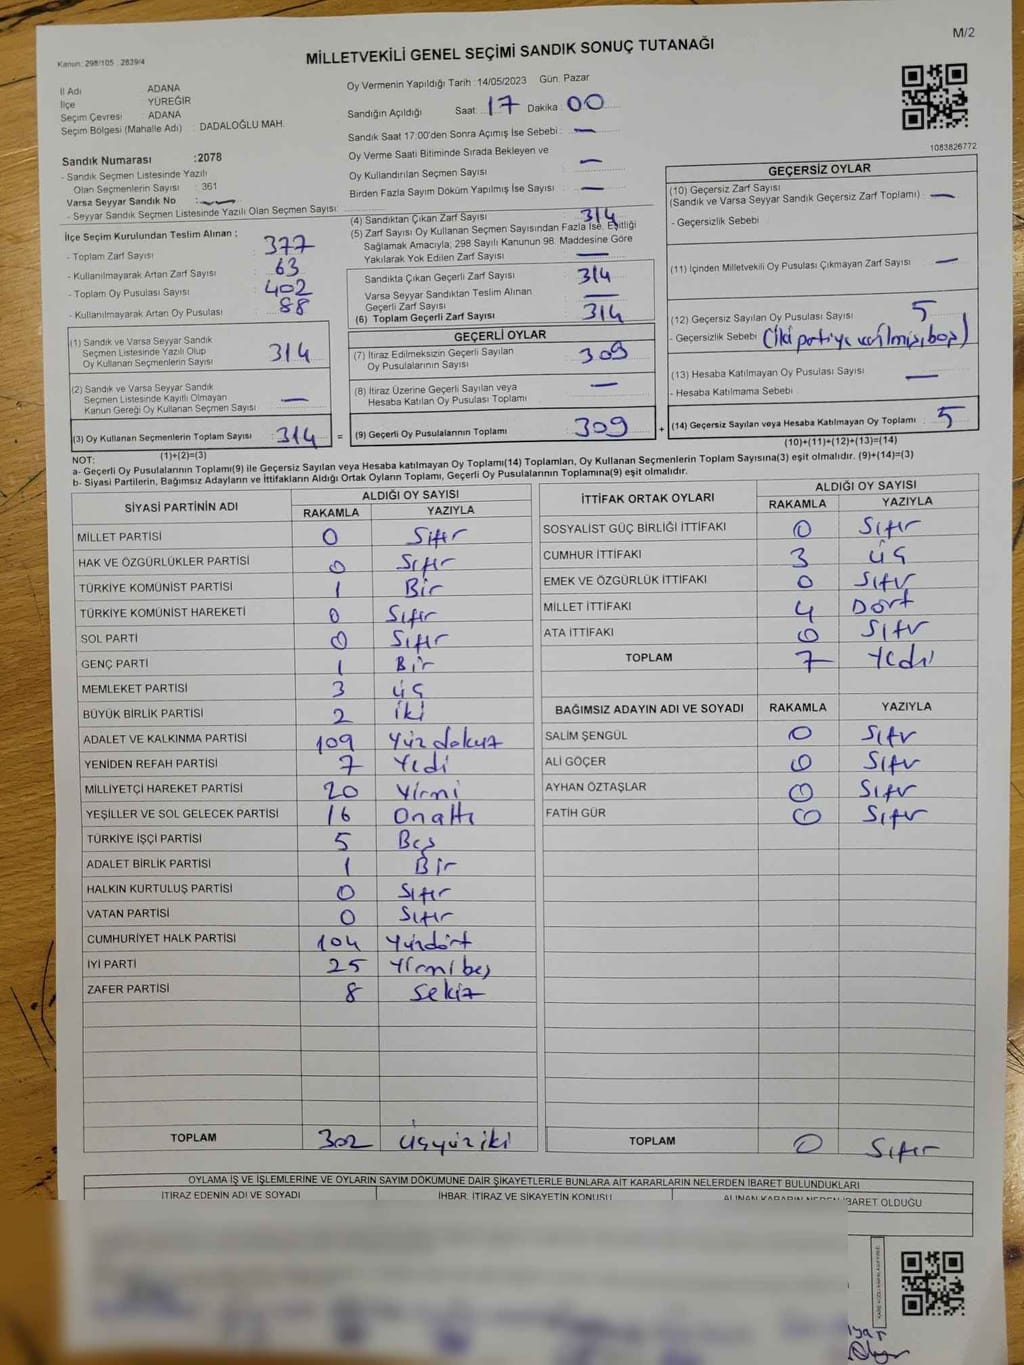 M/2
Kanun: 298/105 . 2839/4
MİLLETVEKİLİ GENEL SEÇİMİ SANDIK SONUÇ TUTANAĞI
İl Adı ADANA
İlçe YÜREĞİR
Seçim Çevresi ADANA
Seçim Bölgesi (Mahalle Adı) : DADALOĞLU MAH.
Sandık Numarası :2078
- Sandık Seçmen Listesinde Yazılı
Olan Seçmenlerin Sayısı : 361
Varsa Seyyar Sandık No —
- Seyyar Sandık Seçmen Listesinde Yazılı Olan Seçmen Sayısı:
Oy Vermenin Yapıldığı Tarih :14/05/2023 Gün: Pazar
Sandığın Açıldığı Saat: 17 Dakika: 00
Sandık Saat 17:00'den Sonra Açımış İse Sebebi: —
Oy Verme Saati Bitiminde Sırada Bekleyen ve
Oy Kullandırılan Seçmen Sayısı —
Birden Fazla Sayım Döküm Yapılmış İse Sayısı : —
1083826772
İlçe Seçim Kurulundan Teslim Alınan ;
- Toplam Zarf Sayısı 377
- Kullanılmayarak Artan Zarf Sayısı 63
- Toplam Oy Pusulası Sayısı 402
- Kullanılmayarak Artan Oy Pusulası 88
(1) Sandık ve Varsa Seyyar Sandık
Seçmen Listesinde Yazılı Olup
Oy Kullanan Seçmenlerin Sayısı 314
(2) Sandık ve Varsa Seyyar Sandık
Seçmen Listesinde Kayıtlı Olmayan
Kanun Gereği Oy Kullanan Seçmen Sayısı —
(3) Oy Kullanan Seçmenlerin Toplam Sayısı : 314 =
(1)+(2)=(3)
(4) Sandıktan Çıkan Zarf Sayısı 314
(5) Zarf Sayısı Oy Kullanan Seçmen Sayısından Fazla İse, Eşitliği
Sağlamak Amacıyla, 298 Sayılı Kanunun 98. Maddesine Göre
Yakılarak Yok Edilen Zarf Sayısı —
Sandıkta Çıkan Geçerli Zarf Sayısı 314
Varsa Seyyar Sandıktan Teslim Alınan
Geçerli Zarf Sayısı —
(6) Toplam Geçerli Zarf Sayısı 314
GEÇERLİ OYLAR
(7) İtiraz Edilmeksizin Geçerli Sayılan
Oy Pusulalarının Sayısı : 309
(8) İtiraz Üzerine Geçerli Sayılan veya
Hesaba Katılan Oy Pusulası Toplamı —
(9) Geçerli Oy Pusulalarının Toplamı : 309 +
GEÇERSİZ OYLAR
(10) Geçersiz Zarf Sayısı
(Sandık ve Varsa Seyyar Sandık Geçersiz Zarf Toplamı) —
- Geçersizlik Sebebi
(11) İçinden Milletvekili Oy Pusulası Çıkmayan Zarf Sayısı —
(12) Geçersiz Sayılan Oy Pusulası Sayısı 5
- Geçersizlik Sebebi (iki partiye verilmiş, boş)
(13) Hesaba Katılmayan Oy Pusulası Sayısı —
- Hesaba Katılmama Sebebi
(14) Geçersiz Sayılan veya Hesaba Katılmayan Oy Toplamı : 5
(10)+(11)+(12)+(13)=(14)
NOT:
a- Geçerli Oy Pusulalarının Toplamı(9) ile Geçersiz Sayılan veya Hesaba katılmayan Oy Toplamı(14) Toplamları, Oy Kullanan Seçmenlerin Toplam Sayısına(3) eşit olmalıdır. (9)+(14)=(3)
b- Siyasi Partilerin, Bağımsız Adayların ve İttifakların Aldığı Ortak Oyların Toplamı, Geçerli Oy Pusulalarının Toplamına(9) eşit olmalıdır.
SİYASİ PARTİNİN ADI ALDIĞI OY SAYISI
RAKAMLA YAZIYLA
MİLLET PARTİSİ 0 Sıfır
HAK VE ÖZGÜRLÜKLER PARTİSİ 0 Sıfır
TÜRKİYE KOMÜNİST PARTİSİ 1 Bir
TÜRKİYE KOMÜNİST HAREKETİ 0 Sıfır
SOL PARTİ 0 Sıfır
GENÇ PARTİ 1 Bir
MEMLEKET PARTİSİ 3 üç
BÜYÜK BİRLİK PARTİSİ 2 iki
ADALET VE KALKINMA PARTİSİ 109 Yüzdokuz
YENİDEN REFAH PARTİSİ 7 Yedi
MİLLİYETÇİ HAREKET PARTİSİ 20 Yirmi
YEŞİLLER VE SOL GELECEK PARTİSİ 16 Onaltı
TÜRKİYE İŞÇİ PARTİSİ 5 Beş
ADALET BİRLİK PARTİSİ 1 Bir
HALKIN KURTULUŞ PARTİSİ 0 Sıfır
VATAN PARTİSİ 0 Sıfır
CUMHURİYET HALK PARTİSİ 104 Yüzdört
İYİ PARTİ 25 Yirmibeş
ZAFER PARTİSİ 8 Sekiz
TOPLAM 302 üçyüziki
İTTİFAK ORTAK OYLARI ALDIĞI OY SAYISI
RAKAMLA YAZIYLA
SOSYALİST GÜÇ BİRLİĞİ İTTİFAKI 0 Sıfır
CUMHUR İTTİFAKI 3 üç
EMEK VE ÖZGÜRLÜK İTTİFAKI 0 Sıfır
MİLLET İTTİFAKI 4 Dört
ATA İTTİFAKI 0 Sıfır
TOPLAM 7 Yedi
BAĞIMSIZ ADAYIN ADI VE SOYADI RAKAMLA YAZIYLA
SALİM ŞENGÜL 0 Sıfır
ALİ GÖÇER 0 Sıfır
AYHAN ÖZTAŞLAR 0 Sıfır
FATİH GÜR 0 Sıfır
TOPLAM 0 Sıfır
OYLAMA İŞ VE İŞLEMLERİNE VE OYLARIN SAYIM DÖKÜMÜNE DAİR ŞİKAYETLERLE BUNLARA AİT KARARLARIN NELERDEN İBARET BULUNDUKLARI
İTİRAZ EDENİN ADI VE SOYADI İHBAR, İTİRAZ VE ŞİKAYETİN KONUSU ALINAN KARARIN NEDEN İBARET OLDUĞU